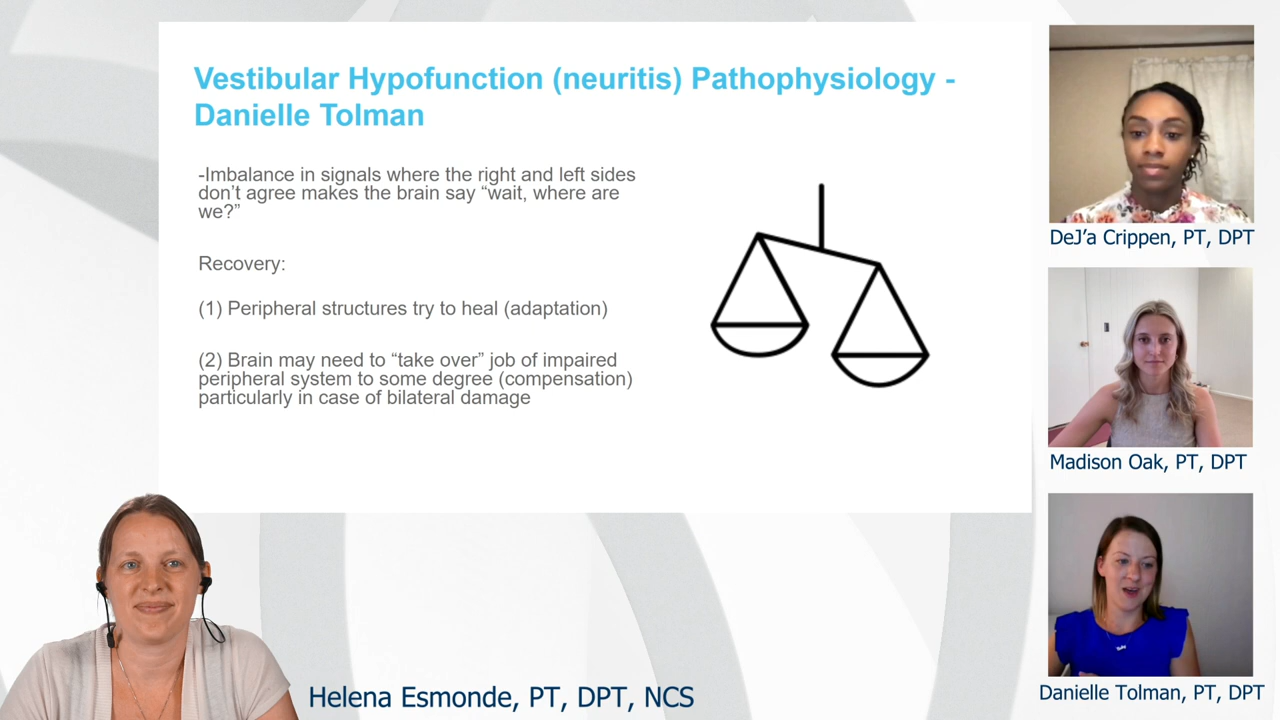 Vestibular Hypofunction (neuritis) Pathophysiology -
Danielle Tolman
-Imbalance in signals where the right and left sides
don’t agree makes the brain say “wait, where are
we?”
Recovery:
(1) Peripheral structures try to heal (adaptation)
(2) Brain may need to “take over” job of impaired
peripheral system to some degree (compensation)
particularly in case of bilateral damage
DeJ’a Crippen, PT, DPT
Madison Oak, PT, DPT
Danielle Tolman, PT, DPT
Helena Esmonde, PT, DPT, NCS